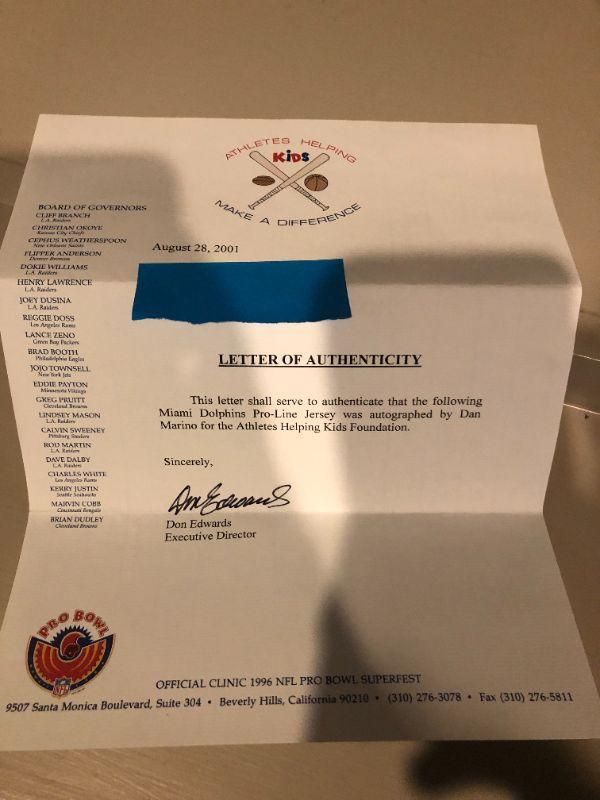 ATHLETES HELPING
KIDS
MAKE A DIFFERENCE
BOARD OF GOVERNORS
CLIFF BRANCH
L.A. Raiders
CHRISTIAN OKOYE
Kansas City Chiefs
CEPHUS WEATHERSPOON
New Orleans Saints
FLIPPER ANDERSON
Denver Broncos
DOKIE WILLIAMS
L.A. Raiders
HENRY LAWRENCE
L.A. Raiders
JOEY DUSINA
L.A. Raiders
REGGIE DOSS
Los Angeles Rams
LANCE ZENO
Green Bay Packers
BRAD BOOTH
Philadelphia Eagles
JOJO TOWNSELL
New York Jets
EDDIE PAYTON
Minnesota Vikings
GREG PRUITT
Cleveland Browns
LINDSEY MASON
L.A. Raiders
CALVIN SWEENEY
Pittsburg Steelers
ROD MARTIN
L.A. Raiders
DAVE DALBY
L.A. Raiders
CHARLES WHITE
Los Angeles Rams
KERRY JUSTIN
Seattle Seahawks
MARVIN COBB
Cincinnati Bengals
BRIAN DUDLEY
Cleveland Browns
August 28, 2001
LETTER OF AUTHENTICITY
This letter shall serve to authenticate that the following
Miami Dolphins Pro-Line Jersey was autographed by Dan
Marino for the Athletes Helping Kids Foundation.
Sincerely,
Don Edwards
Don Edwards
Executive Director
PRO BOWL
NFL
OFFICIAL CLINIC 1996 NFL PRO BOWL SUPERFEST
9507 Santa Monica Boulevard, Suite 304 • Beverly Hills, California 90210 • (310) 276-3078 • Fax (310) 276-5811